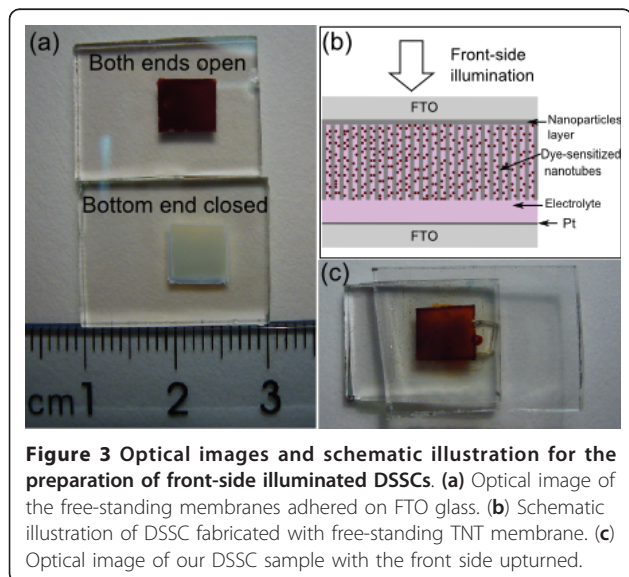 (a)
Both ends open
Bottom end closed
cm 1 2 3
(b)
Front-side
illumination
FTO
Nanoparticles
layer
Dye-sensitized
nanotubes
Electrolyte
Pt
FTO
(c)
Figure 3 Optical images and schematic illustration for the
preparation of front-side illuminated DSSCs. (a) Optical image of
the free-standing membranes adhered on FTO glass. (b) Schematic
illustration of DSSC fabricated with free-standing TNT membrane. (c)
Optical image of our DSSC sample with the front side upturned.